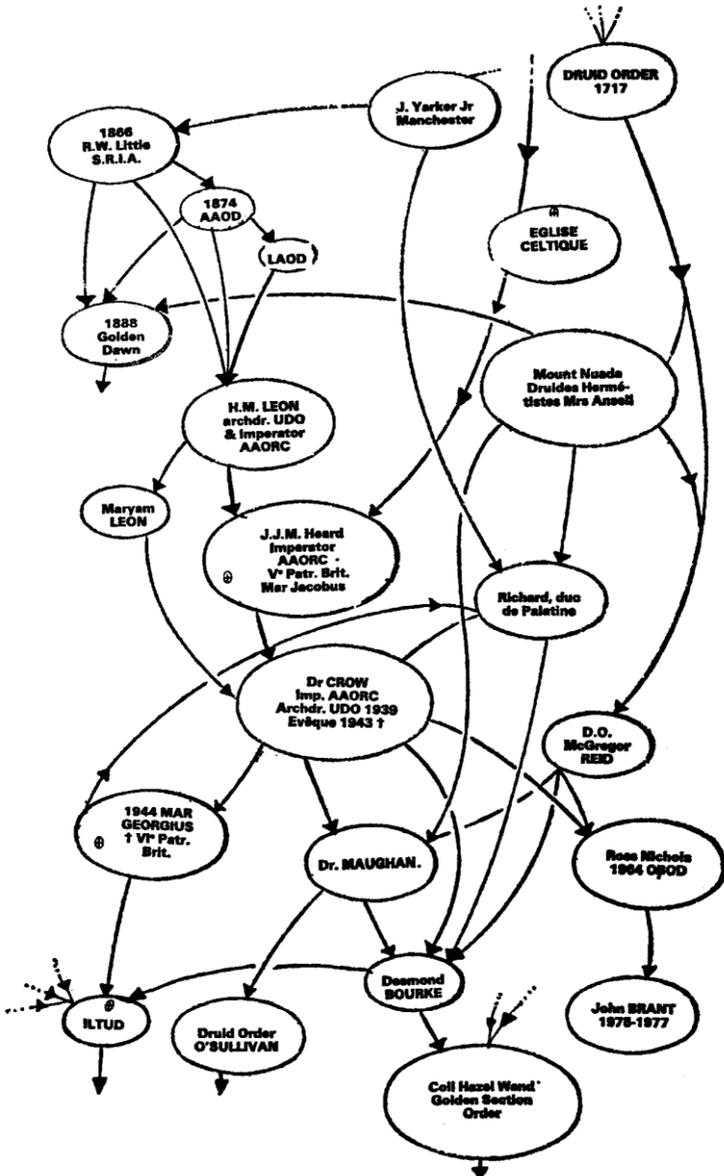 DRUID ORDER
1717
J. Yarker Jr
Manchester
1866
R.W. Little
S.R.I.A.
1874
AAOD
LAOD
EGLISE
CELTIQUE
1888
Golden
Dawn
Mount Nuada
Druides Hermé-
tistes Mrs Ansell
H.M. LEON
archdr. UDO
& Imperator
AAORC
Maryam
LEON
J.J.M. Heard
Imperator
AAORC -
Vᵉ Patr. Brit.
Mar Jacobus
Richard, duc
de Palatine
Dr CROW
Imp. AAORC
Archdr. UDO 1939
Evêque 1943 †
D.O.
McGregor
REID
1944 MAR
GEORGIUS
† VIᵉ Patr.
Brit.
Dr. MAUGHAN.
Ross Nichols
1964 OBOD
Desmond
BOURKE
ILTUD
Druid Order
O'SULLIVAN
John BRANT
1975-1977
Coll Hazel Wand
Golden Section
Order